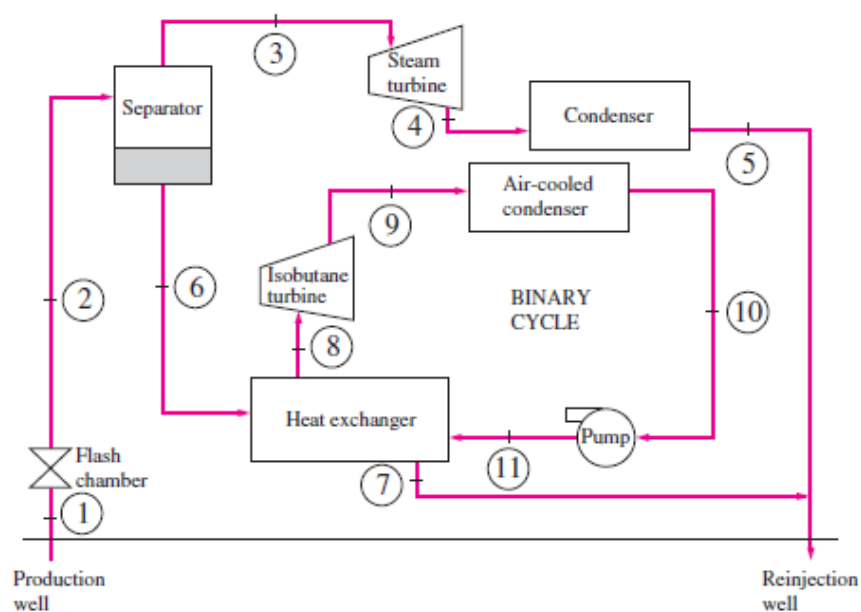 3
Steam
turbine
Separator
4
Condenser
5
Air-cooled
condenser
9
Isobutane
turbine
2
6
BINARY
CYCLE
10
8
Heat exchanger
Pump
11
Flash
chamber
7
1
Production
well
Reinjection
well